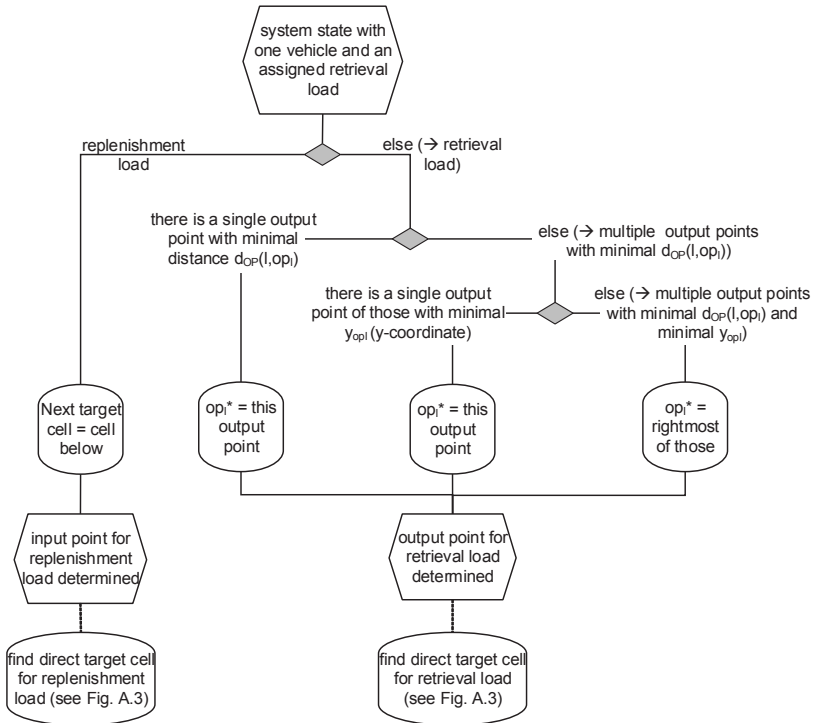 system state with
one vehicle and an
assigned retrieval
load
replenishment
load
else (→ retrieval
load)
there is a single output
point with minimal
distance dOP(l,opl)
else (→ multiple output points
with minimal dOP(l,opl))
there is a single output
point of those with minimal
yopl (y-coordinate)
else (→ multiple output points
with minimal dOP(l,opl) and
minimal yopl)
Next target
cell = cell
below
opl* = this
output
point
opl* = this
output
point
opl* =
rightmost
of those
input point for
replenishment
load determined
output point for
retrieval load
determined
find direct target cell
for replenishment
load (see Fig. A.3)
find direct target cell
for retrieval load
(see Fig. A.3)